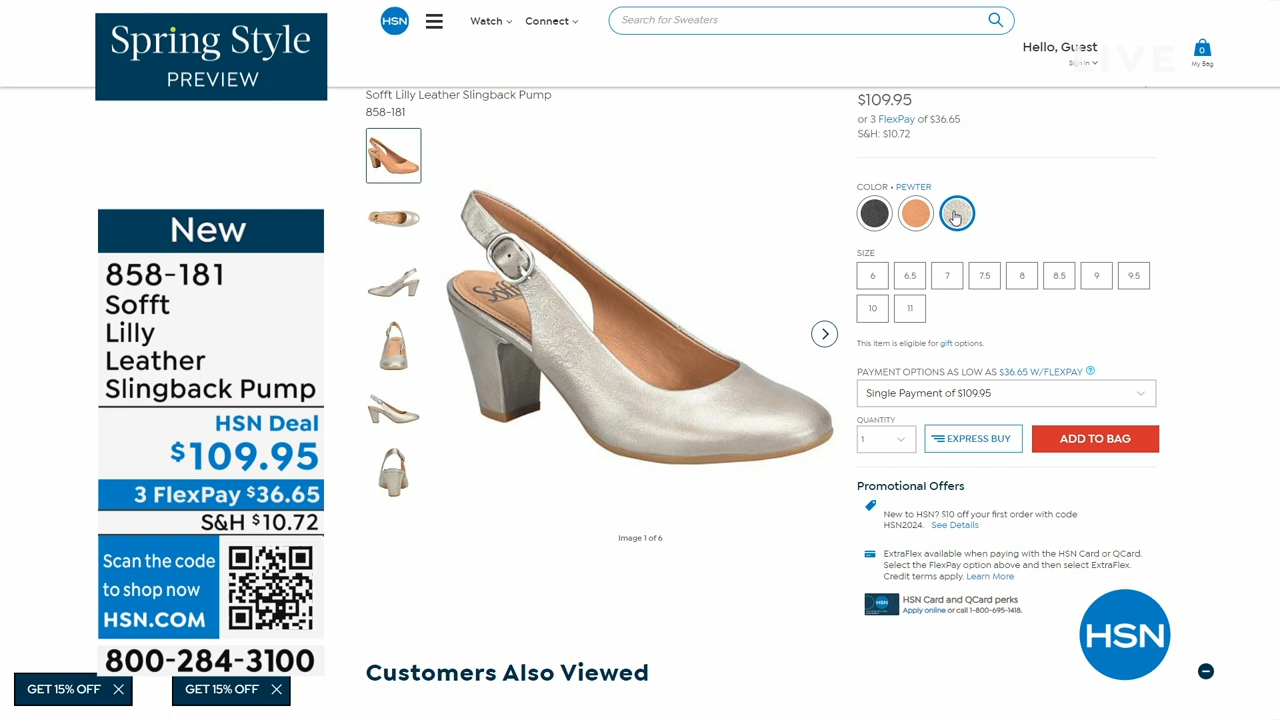 Spring Style
PREVIEW
HSN
Watch
Connect
Search for Sweaters
Hello, Guest
Sign In
LIVE
0
My Bag
Sofft Lilly Leather Slingback Pump
858-181
$109.95
or 3 FlexPay of $36.65
S&H: $10.72
COLOR • PEWTER
SIZE
6 6.5 7 7.5 8 8.5 9 9.5
10 11
This item is eligible for gift options.
PAYMENT OPTIONS AS LOW AS $36.65 W/FLEXPAY ?
Single Payment of $109.95
QUANTITY
1
EXPRESS BUY
ADD TO BAG
Promotional Offers
New to HSN? $10 off your first order with code
HSN2024. See Details
ExtraFlex available when paying with the HSN Card or QCard.
Select the FlexPay option above and then select ExtraFlex.
Credit terms apply. Learn More
HSN
HSN Card and QCard perks
Apply online or call 1-800-695-1418.
Sofft
Image 1 of 6
New
858-181
Sofft
Lilly
Leather
Slingback Pump
HSN Deal
$109.95
3 FlexPay $36.65
S&H $10.72
Scan the code
to shop now
HSN.COM
800-284-3100
GET 15% OFF
GET 15% OFF
Customers Also Viewed
HSN